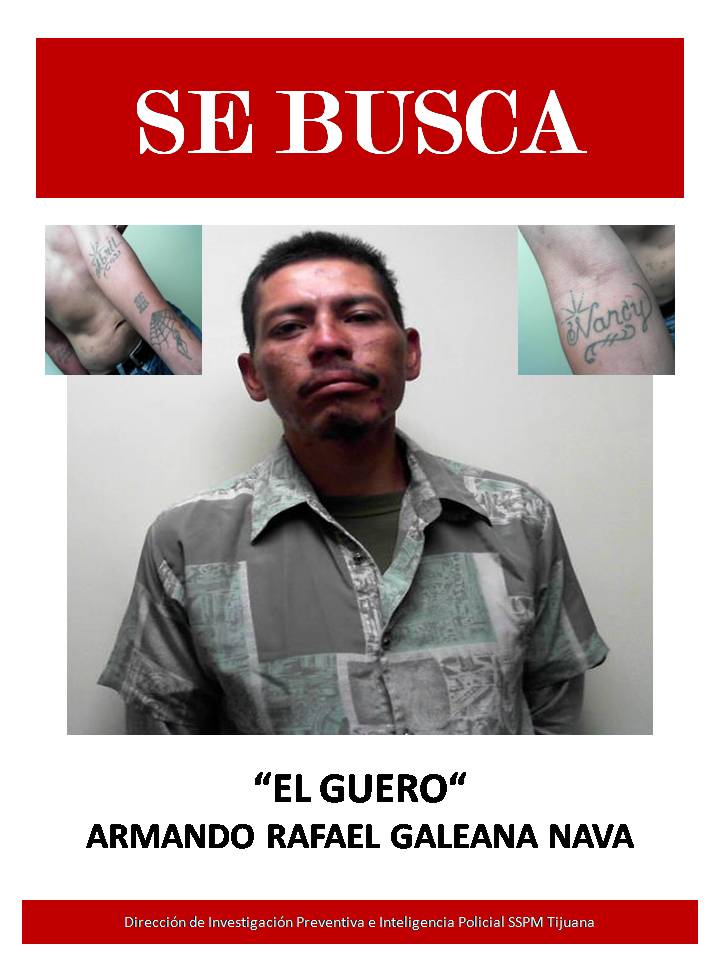 SE BUSCA
Nancy
“EL GUERO“
ARMANDO RAFAEL GALEANA NAVA
Dirección de Investigación Preventiva e Inteligencia Policial SSPM Tijuana